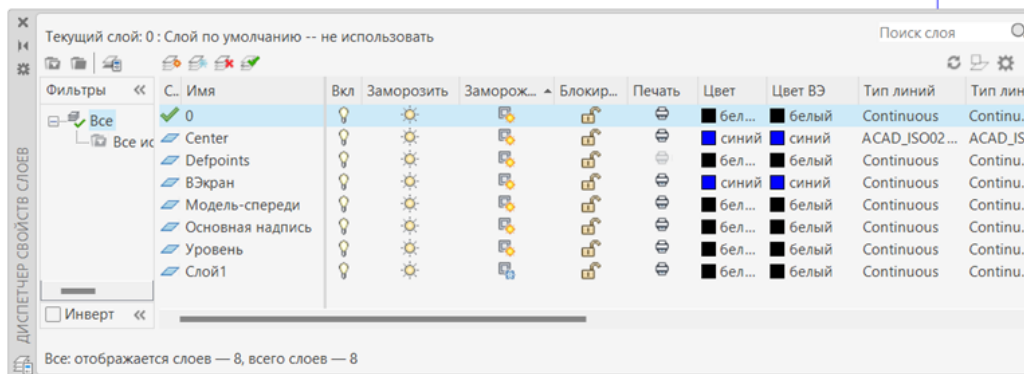 Текущий слой: 0 : Слой по умолчанию -- не использовать
Поиск слоя
Фильтры «
С.. Имя Вкл Заморозить Заморож... Блокир... Печать Цвет Цвет ВЭ Тип линий Тип лин
Все
Все ис
0 бел... белый Continuous Continu.
Center синий синий ACAD_ISO02... ACAD_IS
Defpoints бел... белый Continuous Continu.
ВЭкран синий синий Continuous Continu.
Модель-спереди бел... белый Continuous Continu.
Основная надпись бел... белый Continuous Continu.
Уровень бел... белый Continuous Continu.
Слой1 бел... белый Continuous Continu.
Инверт «
ДИСПЕТЧЕР СВОЙСТВ СЛОЕВ
Все: отображается слоев — 8, всего слоев — 8